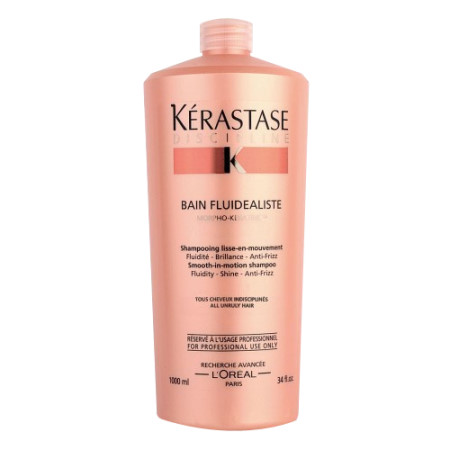 KÉRASTASE
DISCIPLINE
K
BAIN FLUIDEALISTE
MORPHO-KÉRATINE™
Shampooing lisse-en-mouvement
Fluidité - Brillance - Anti-Frizz
Smooth-in-motion shampoo
Fluidity - Shine - Anti-Frizz
TOUS CHEVEUX INDISCIPLINÉS
ALL UNRULY HAIR
RÉSERVÉ À L'USAGE PROFESSIONNEL
FOR PROFESSIONAL USE ONLY
RECHERCHE AVANCÉE
L'ORÉAL
PARIS
1000 ml 34 fl.oz.